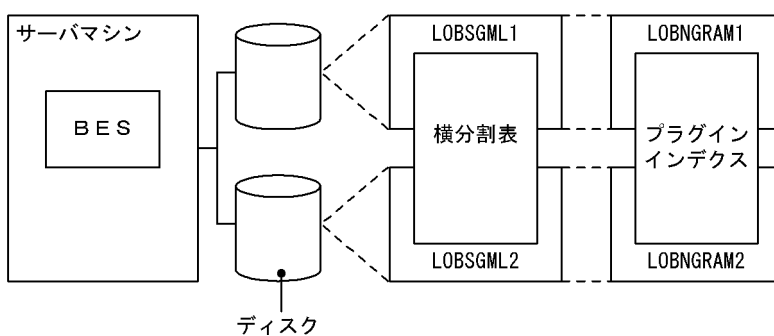 サーバマシン
BES
LOBSGML1
LOBNGRAM1
横分割表
プラグイン
インデクス
LOBSGML2
LOBNGRAM2
ディスク